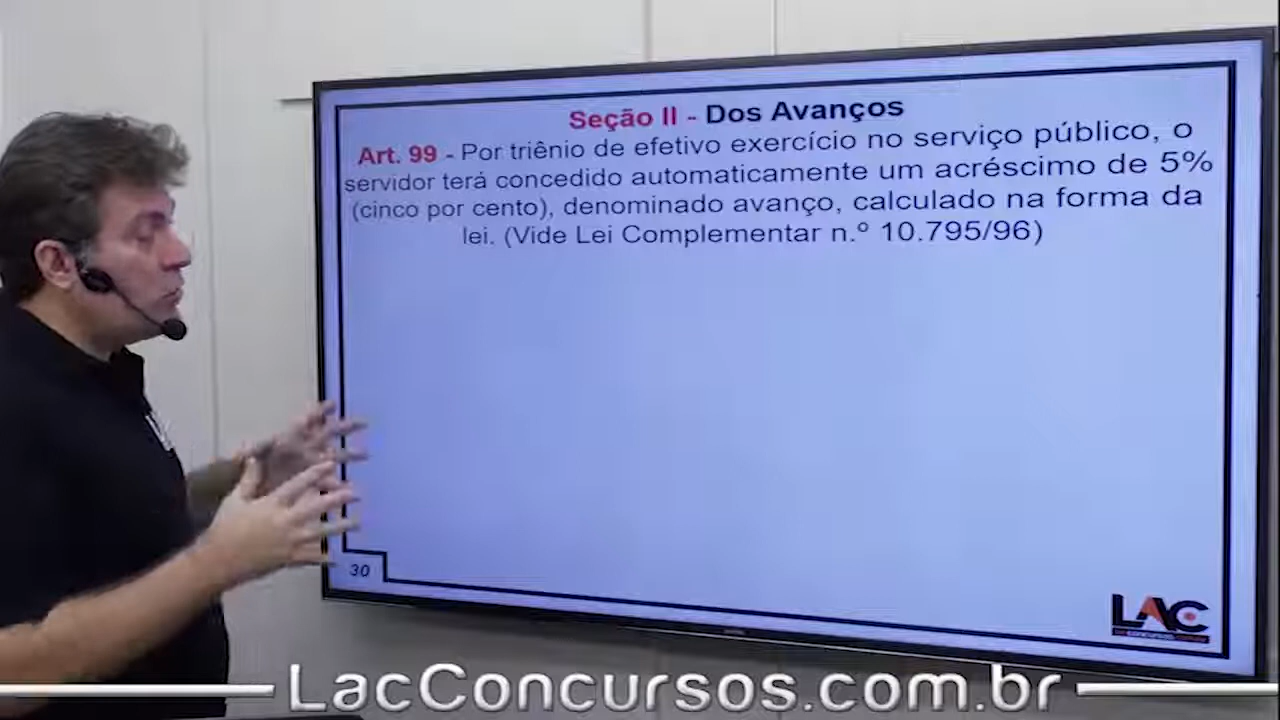 Seção II - Dos Avanços
Art. 99 - Por triênio de efetivo exercício no serviço público, o
servidor terá concedido automaticamente um acréscimo de 5%
(cinco por cento), denominado avanço, calculado na forma da
lei. (Vide Lei Complementar n.º 10.795/96)
30
LAC
LacConcursos.com.br